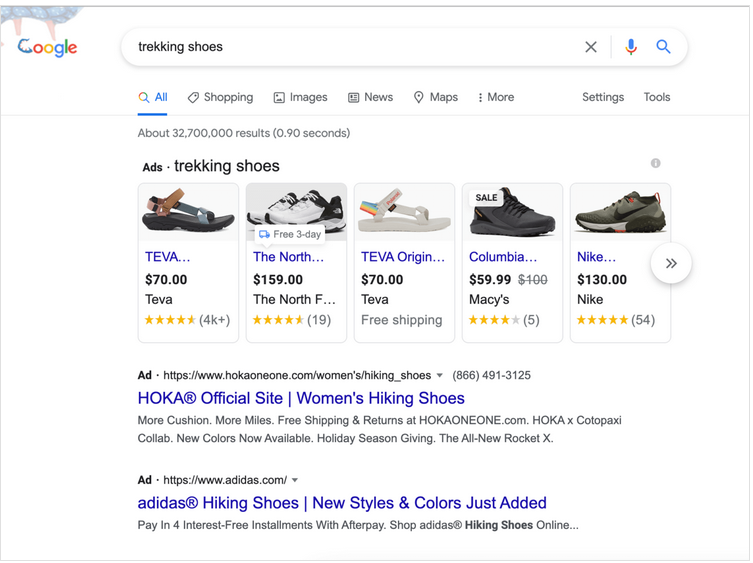 Google
trekking shoes
All Shopping Images News Maps More Settings Tools
About 32,700,000 results (0.90 seconds)
Ads · trekking shoes
SALE
Free 3-day
TEVA...
$70.00
Teva
(4k+)
The North...
$159.00
The North F...
(19)
TEVA Origin...
$70.00
Teva
Free shipping
Columbia...
$59.99 $100
Macy's
(5)
Nike...
$130.00
Nike
(54)
Ad · https://www.hokaoneone.com/women's/hiking_shoes (866) 491-3125
HOKA® Official Site | Women's Hiking Shoes
More Cushion. More Miles. Free Shipping & Returns at HOKAONEONE.com. HOKA x Cotopaxi
Collab. New Colors Now Available. Holiday Season Giving. The All-New Rocket X.
Ad · https://www.adidas.com/
adidas® Hiking Shoes | New Styles & Colors Just Added
Pay In 4 Interest-Free Installments With Afterpay. Shop adidas® Hiking Shoes Online...